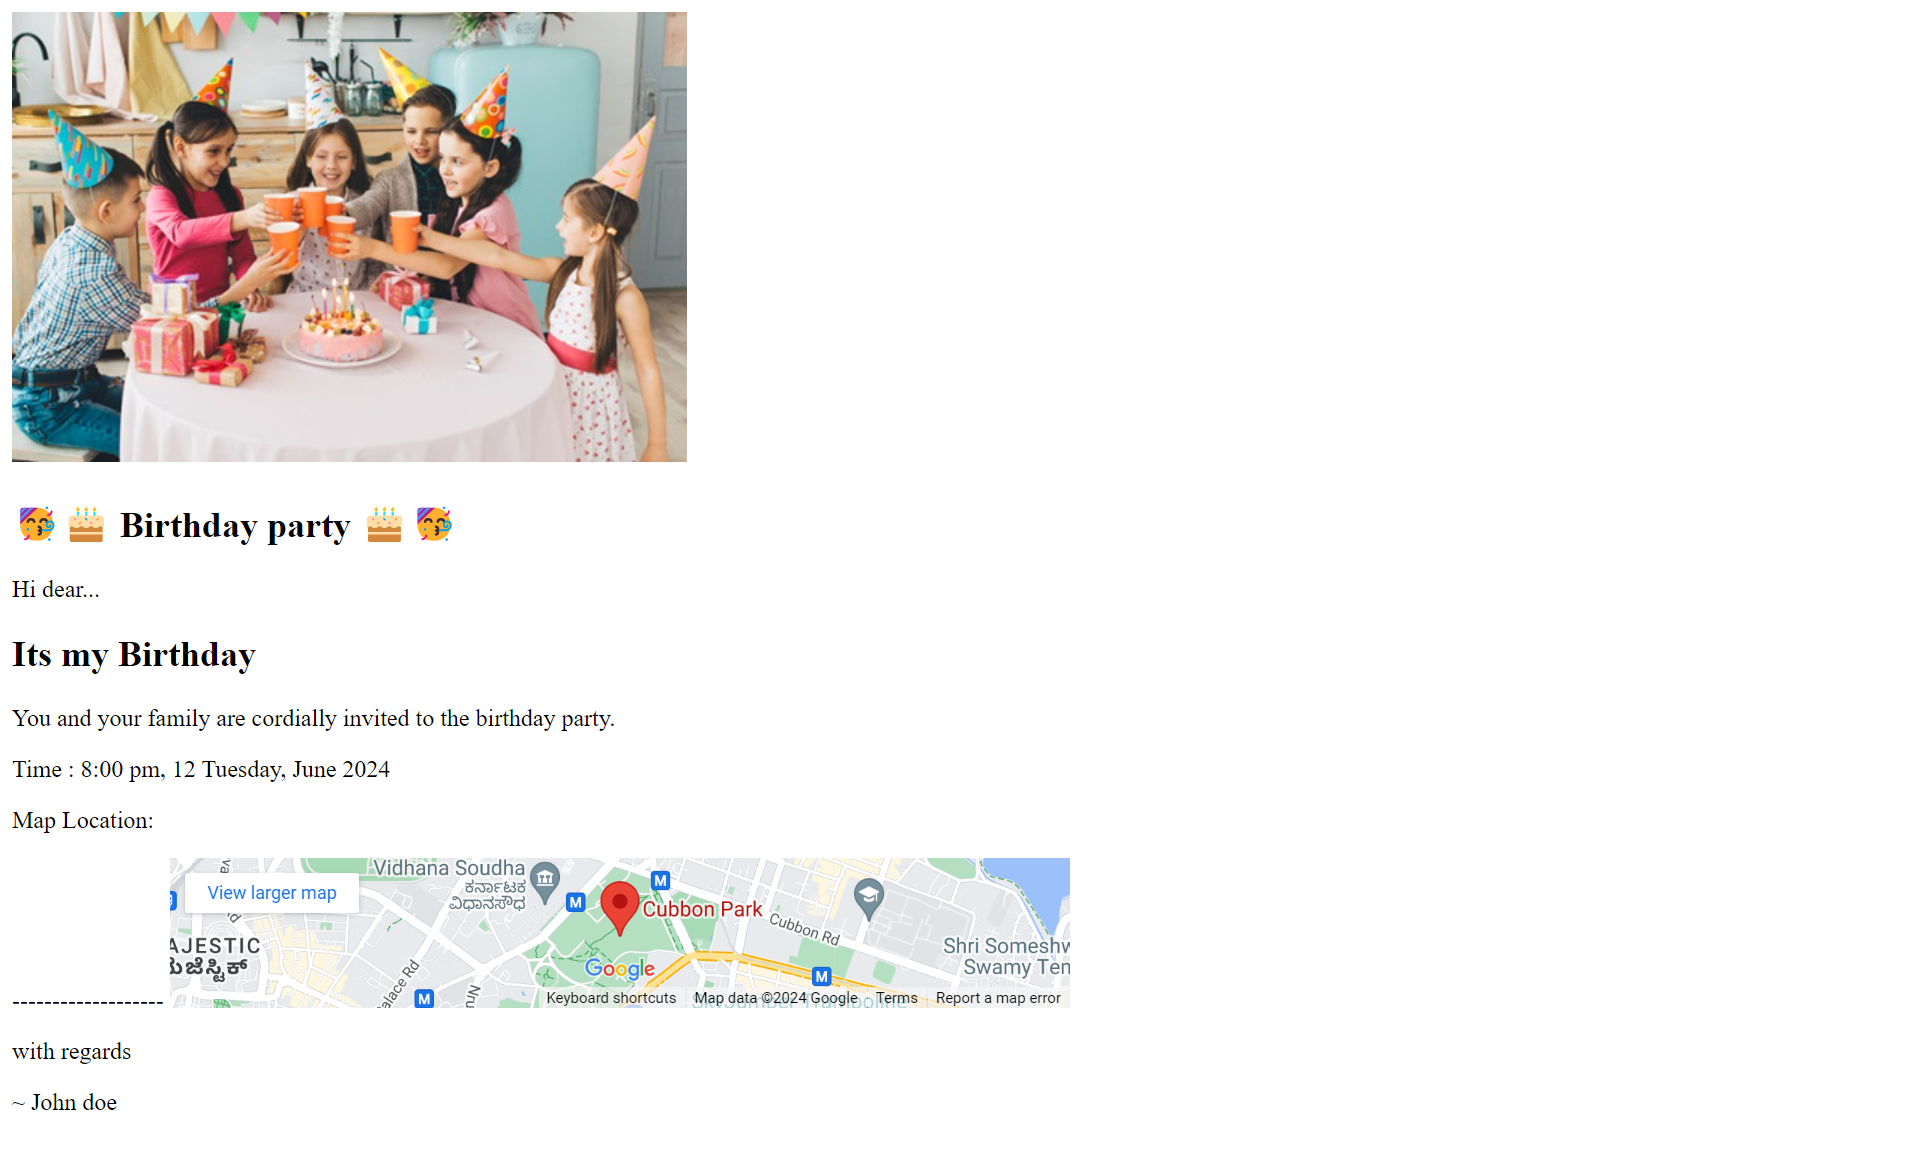 🥳 🎂 Birthday party 🎂 🥳
Hi dear...
Its my Birthday
You and your family are cordially invited to the birthday party.
Time : 8:00 pm, 12 Tuesday, June 2024
Map Location:
View larger map
Vidhana Soudha
ಕರ್ನಾಟಕ
ವಿಧಾನಸೌಧ
Cubbon Park
Cubbon Rd
AJESTIC
ಮೆಜೆಸ್ಟಿಕ್
Shri Somesh
Swamy Ten
alace Rd
Google
M
M
M
M
Keyboard shortcuts
Map data ©2024 Google
Terms
Report a map error
-------------------
with regards
~ John doe